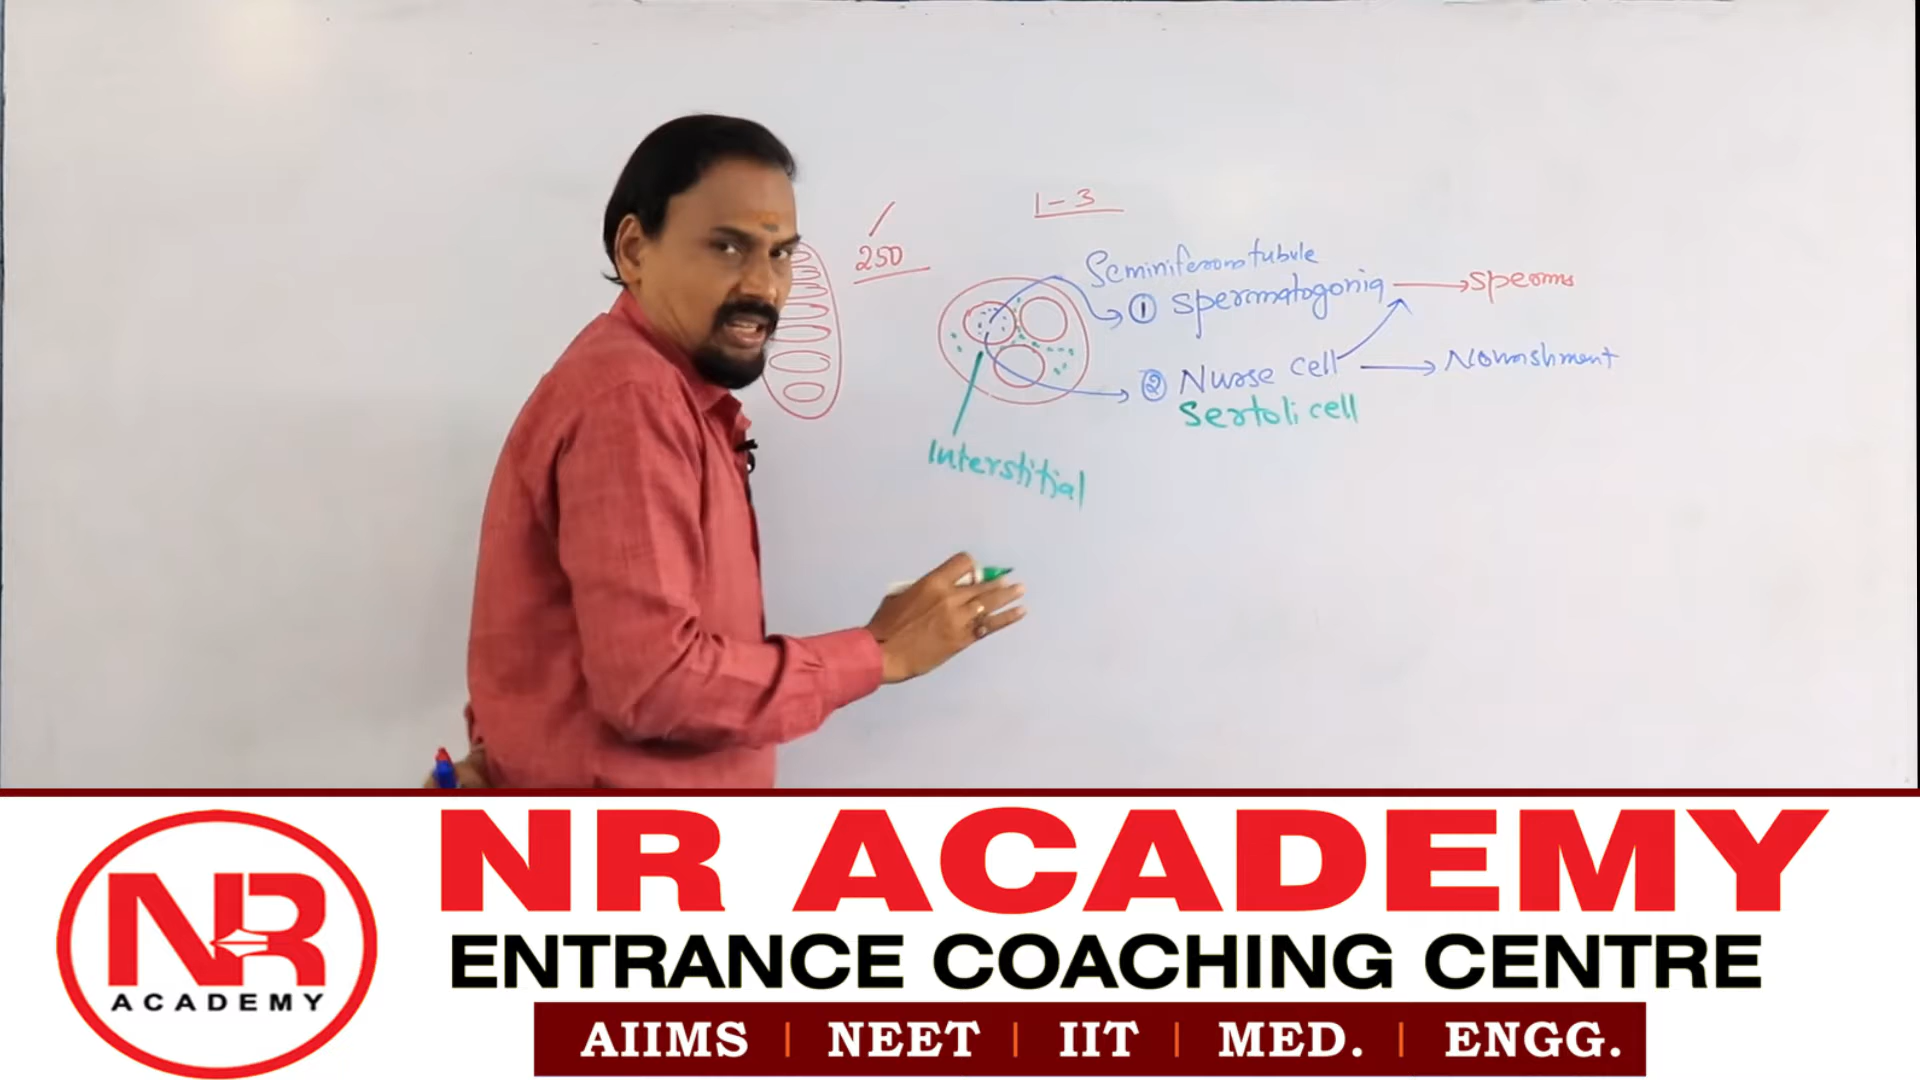 1-3
250
Seminiferous tubule
① Spermatogonia → Sperms
② Nurse cell → Nourishment
Sertoli cell
Interstitial
NR
ACADEMY
NR ACADEMY
ENTRANCE COACHING CENTRE
AIIMS | NEET | IIT | MED. | ENGG.